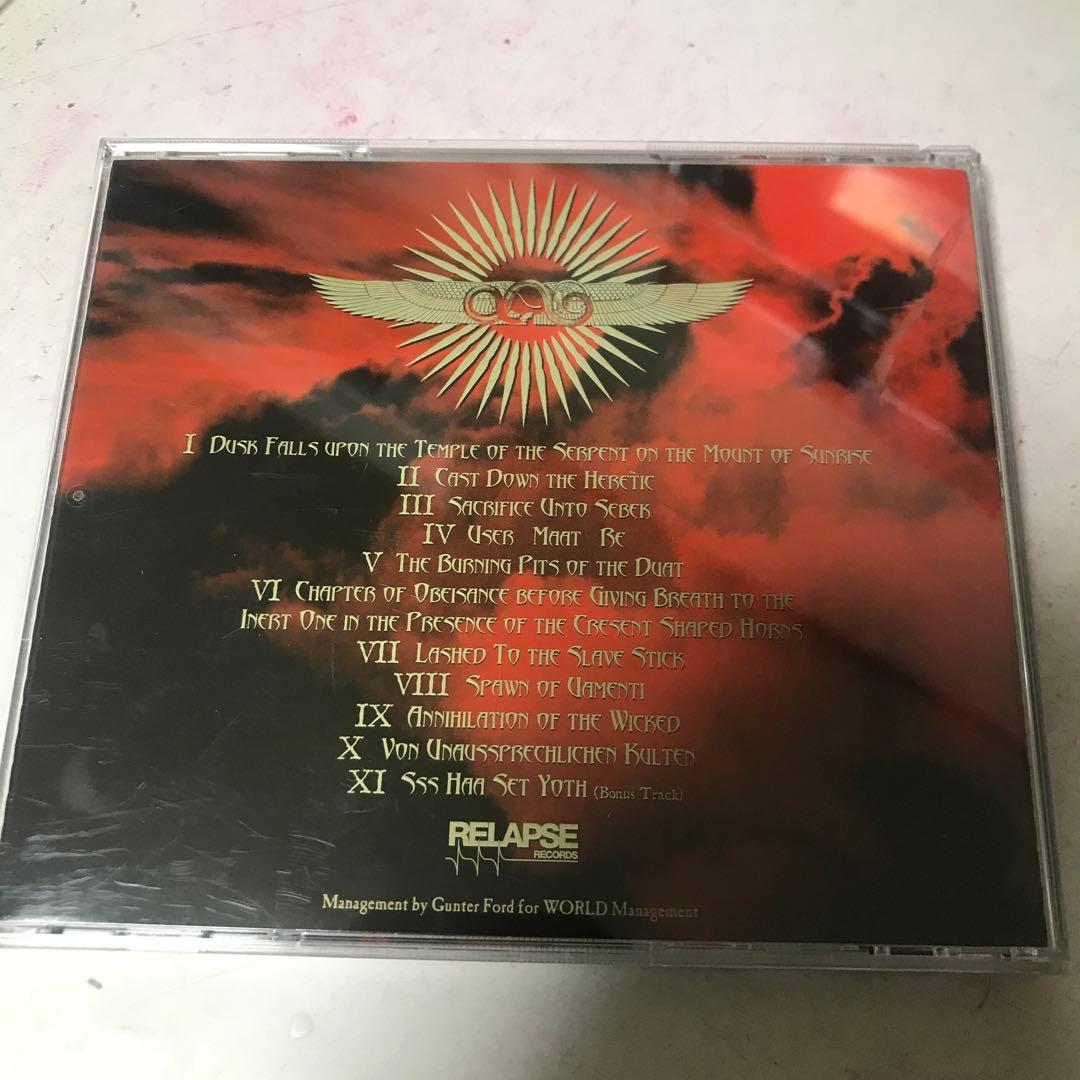 I Dusk Falls upon the Temple of the Serpent on the Mount of Sunrise
II Cast Down the Heretic
III Sacrifice Unto Sebek
IV User Maat Re
V The Burning Pits of the Duat
VI Chapter of Obeisance before Giving Breath to the
Inert One in the Presence of the Cresent Shaped Horns
VII Lashed To the Slave Stick
VIII Spawn of Uamenti
IX Annihilation of the Wicked
X Von Unaussprechlichen Kulten
XI Sss Haa Set Yoth (Bonus Track)
RELAPSE
RECORDS
Management by Gunter Ford for WORLD Management